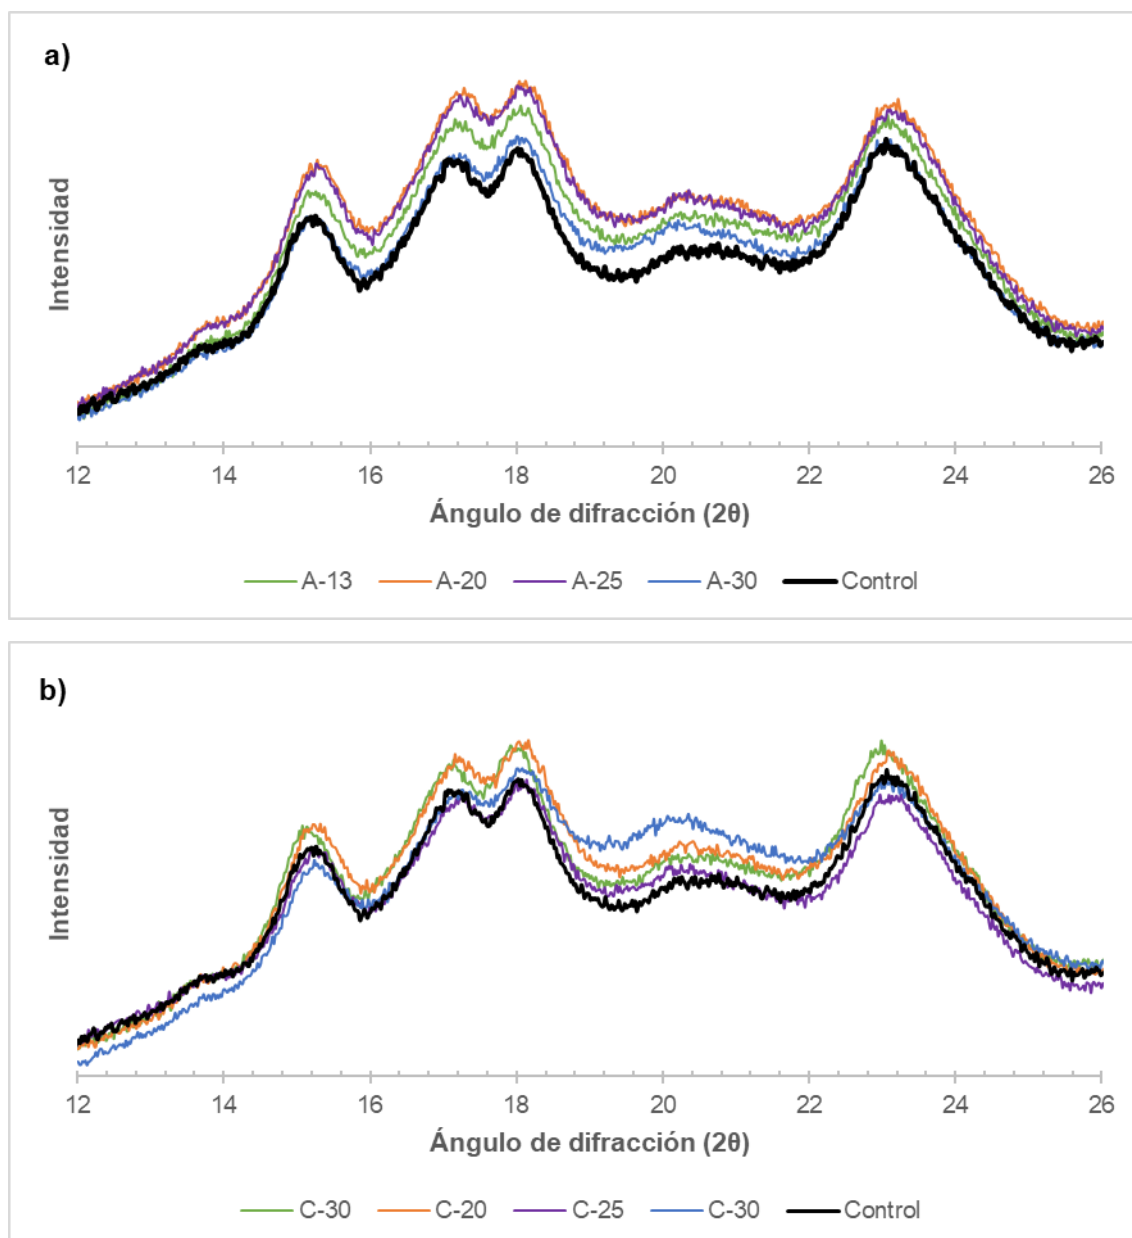 a)
Intensidad
12 14 16 18 20 22 24 26
Ángulo de difracción (2θ)
A-13 A-20 A-25 A-30 Control
b)
Intensidad
12 14 16 18 20 22 24 26
Ángulo de difracción (2θ)
C-30 C-20 C-25 C-30 Control